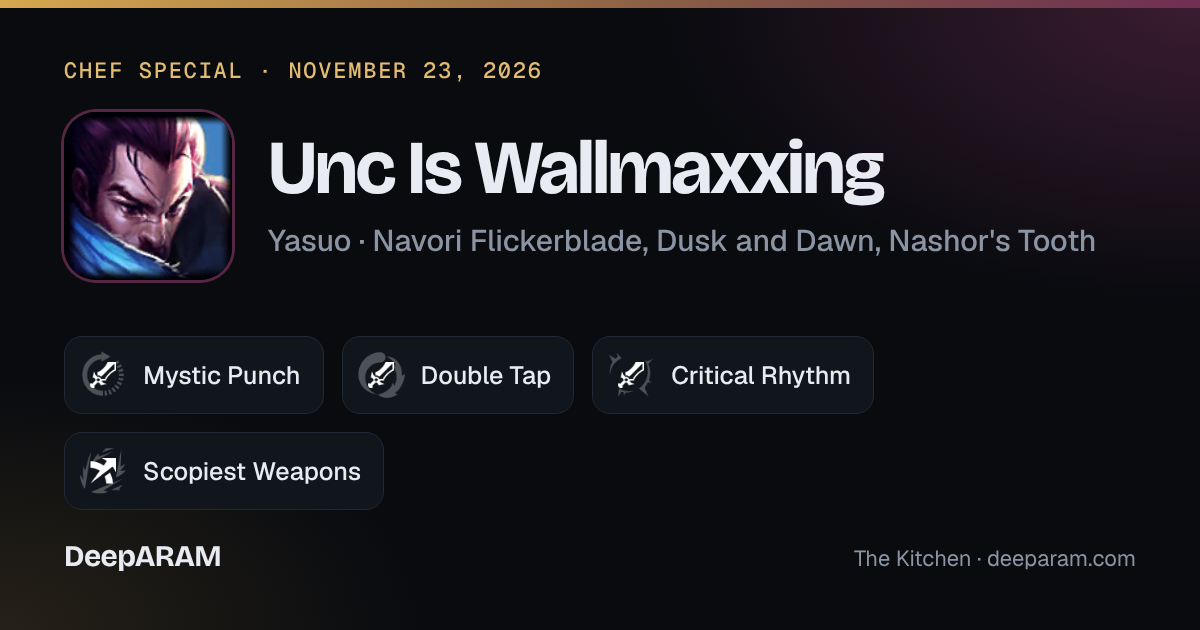 CHEF SPECIAL · NOVEMBER 23, 2026
Unc Is Wallmaxxing
Yasuo · Navori Flickerblade, Dusk and Dawn, Nashor's Tooth
Mystic Punch
Double Tap
Critical Rhythm
Scopiest Weapons
DeepARAM
The Kitchen · deeparam.com